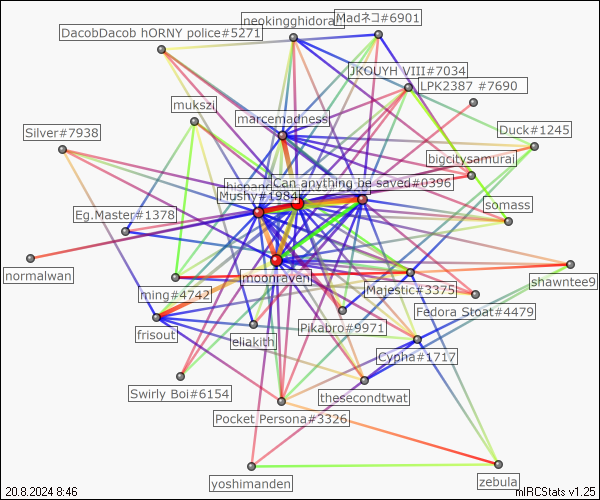 neokingghidora
Madネコ#6901
DacobDacob hORNY police#5271
JKOUYH VIII#7034
LPK2387 #7690
mukszi
marcemadness
Silver#7938
Duck#1245
bigcitysamurai
Can anything be saved#0396
Mushy#1984
somass
Eg.Master#1378
normalwan
moonraven
shawntee9
ming#4742
Majestic#3375
Fedora Stoat#4479
frisout
eliakith
Pikabro#9971
Cypha#1717
Swirly Boi#6154
thesecondtwat
Pocket Persona#3326
yoshimanden
zebula
20.8.2024 8:46
mIRCStats v1.25